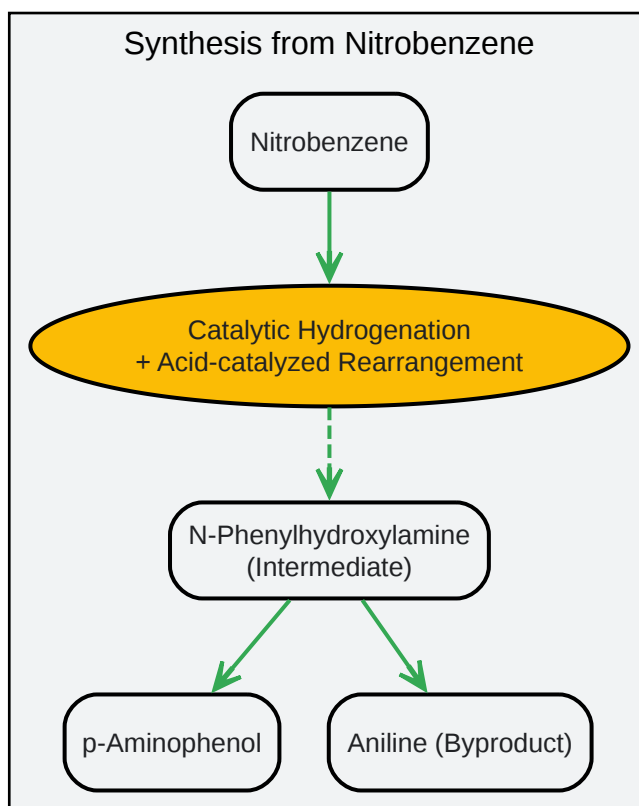 Synthesis from Nitrobenzene
Nitrobenzene
Catalytic Hydrogenation
+ Acid-catalyzed Rearrangement
N-Phenylhydroxylamine
(Intermediate)
p-Aminophenol
Aniline (Byproduct)